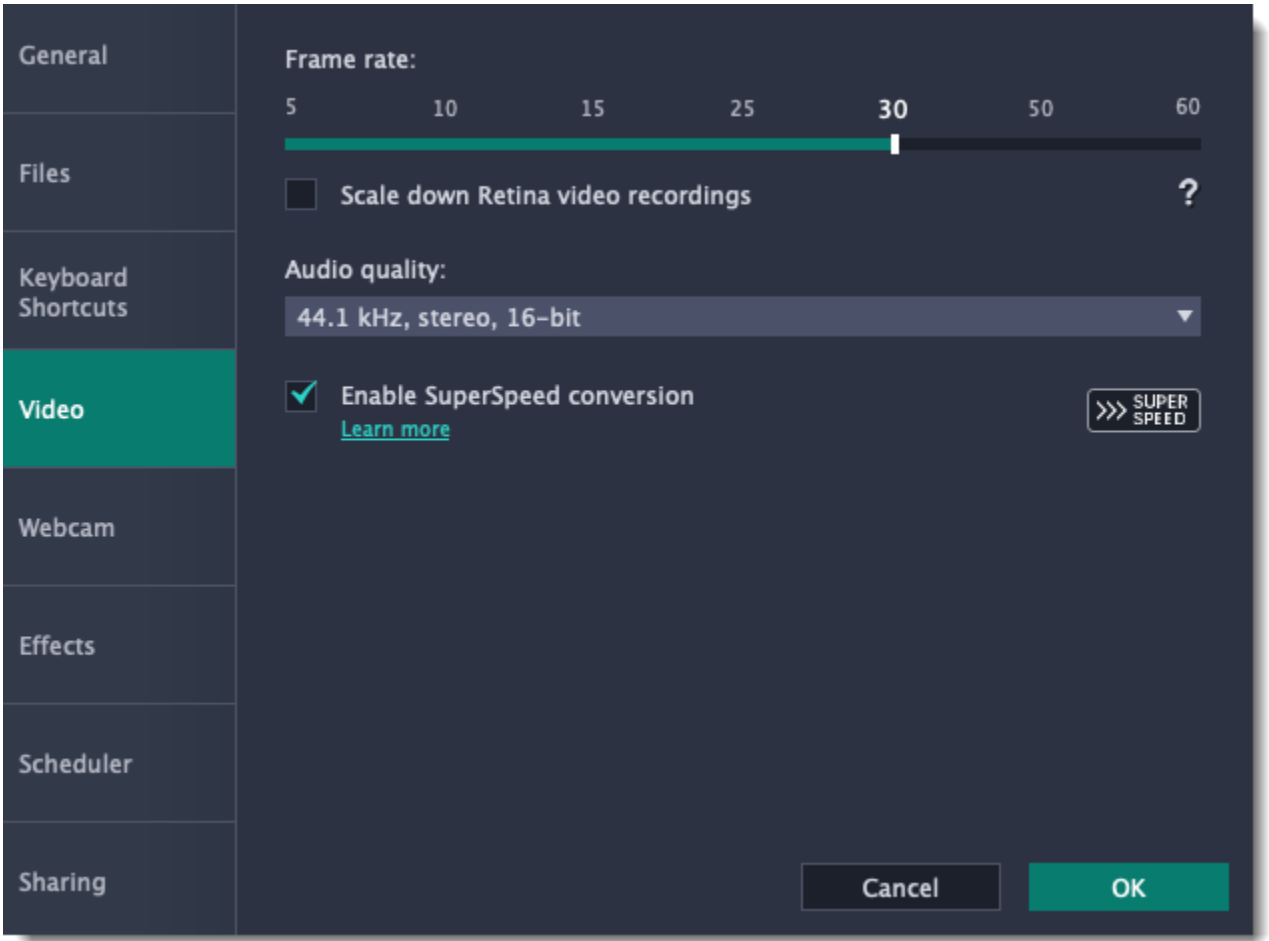 General
Files
Keyboard
Shortcuts
Video
Webcam
Effects
Scheduler
Sharing
Frame rate:
5 10 15 25 30 50 60
Scale down Retina video recordings ?
Audio quality:
44.1 kHz, stereo, 16-bit
Enable SuperSpeed conversion
Learn more
>>> SUPER
SPEED
Cancel OK